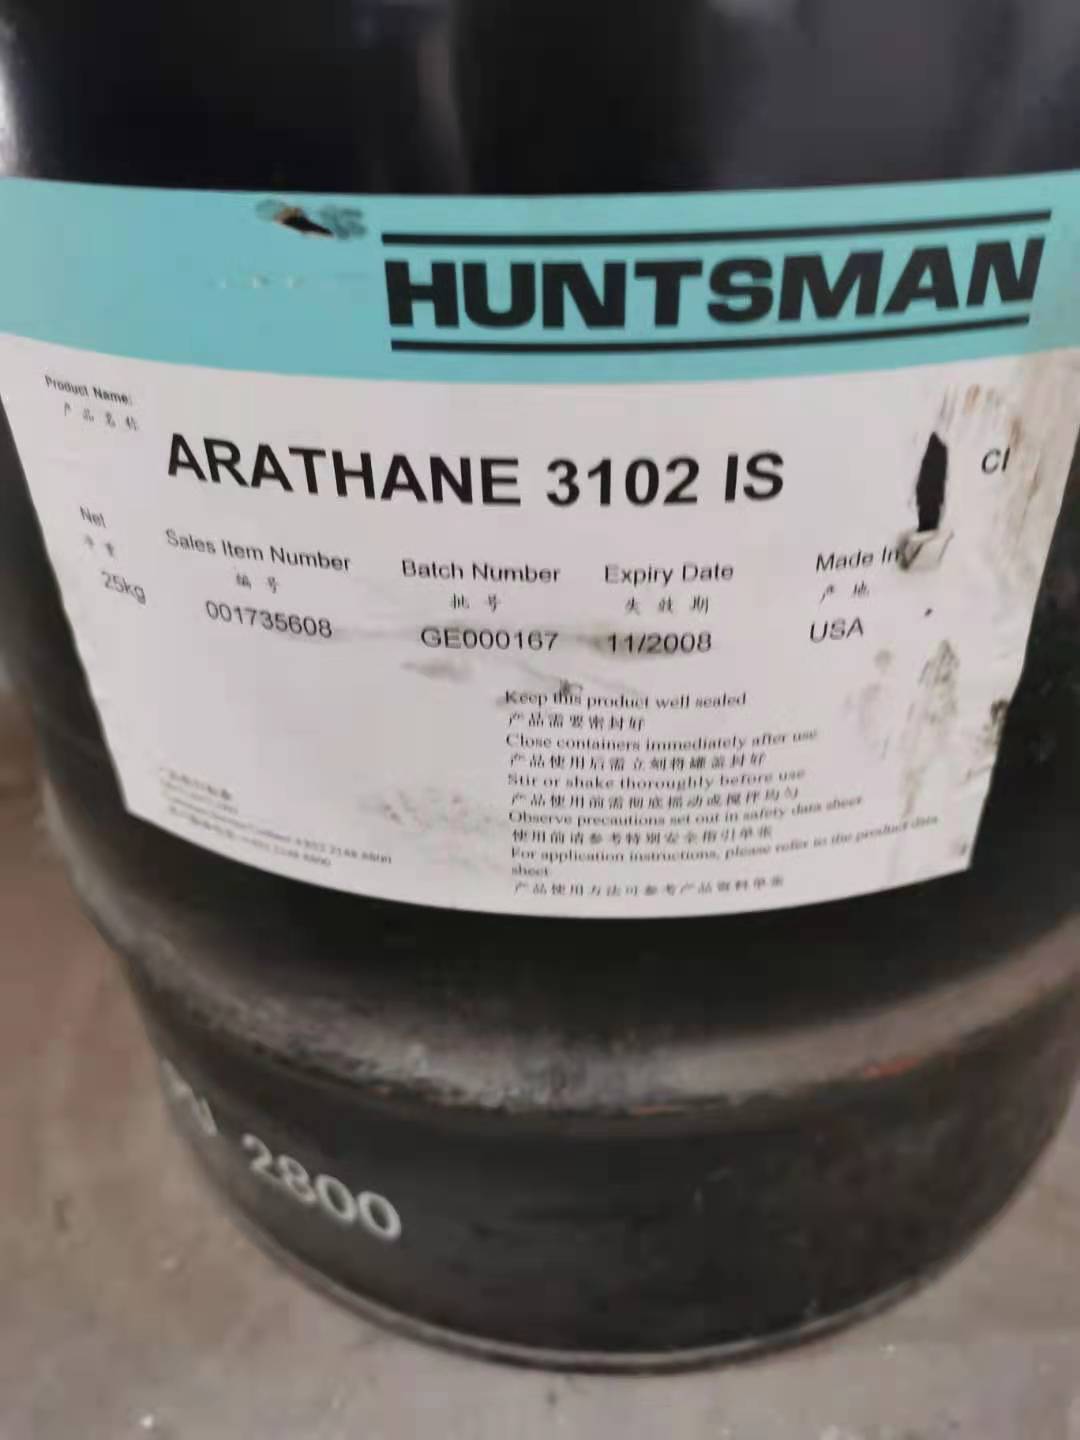 HUNTSMAN
Product Name:
产品名称
ARATHANE 3102 IS
CI
Net
净重
25kg
Sales Item Number
编号
001735608
Batch Number
批号
GE000167
Expiry Date
失效期
11/2008
Made In
产地
USA
Keep this product well sealed
产品需要密封好
Close containers immediately after use
产品使用后需立刻将罐盖封好
Stir or shake thoroughly before use
产品使用前需彻底摇动或搅拌均匀
Observe precautions set out in safety data sheet
使用前请参考特别安全指引单张
For application instructions, please refer to the product data
sheet
产品使用方法可参考产品资料单张
2800